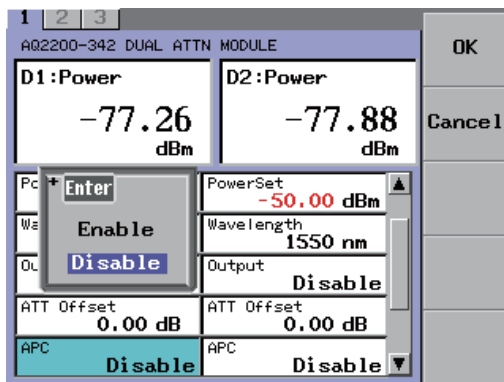 1 2 3
AQ2200-342 DUAL ATTN MODULE
OK
D1:Power
D2:Power
-77.26
dBm
-77.88
dBm
Cancel
Enter
Enable
Disable
PowerSet
-50.00 dBm
Wavelength
1550 nm
Output
Disable
ATT Offset
0.00 dB
ATT Offset
0.00 dB
APC
Disable
APC
Disable